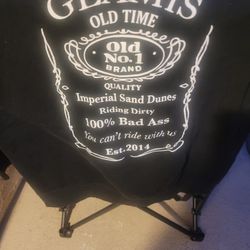 GLAMIS
OLD TIME
Old
No.1
BRAND
QUALITY
Imperial Sand Dunes
Riding Dirty
100% Bad Ass
You can't ride with us
Est.2014